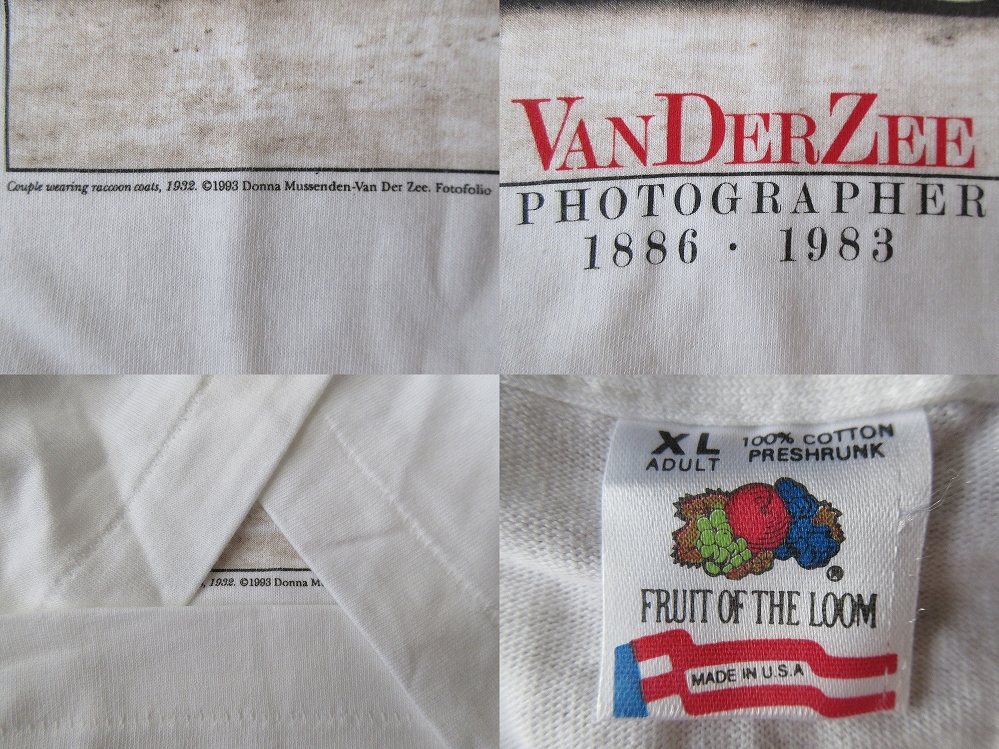 Couple wearing raccoon coats, 1932. ©1993 Donna Mussenden-Van Der Zee. Fotofolio
VANDERZEE
PHOTOGRAPHER
1886 · 1983
, 1932. ©1993 Donna M
XL 100% COTTON
ADULT PRESHRUNK
®
FRUIT OF THE LOOM
MADE IN U.S.A